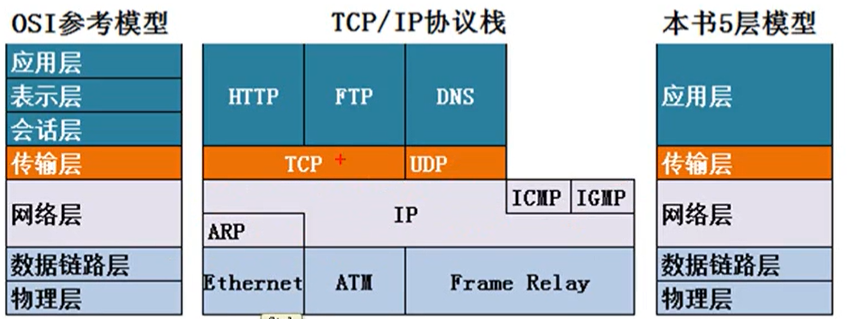 OSI参考模型
TCP/IP协议栈
本书5层模型
应用层
表示层
会话层
传输层
网络层
数据链路层
物理层
HTTP
FTP
DNS
TCP
UDP
ICMP
IGMP
IP
ARP
Ethernet
ATM
Frame Relay
应用层
传输层
网络层
数据链路层
物理层